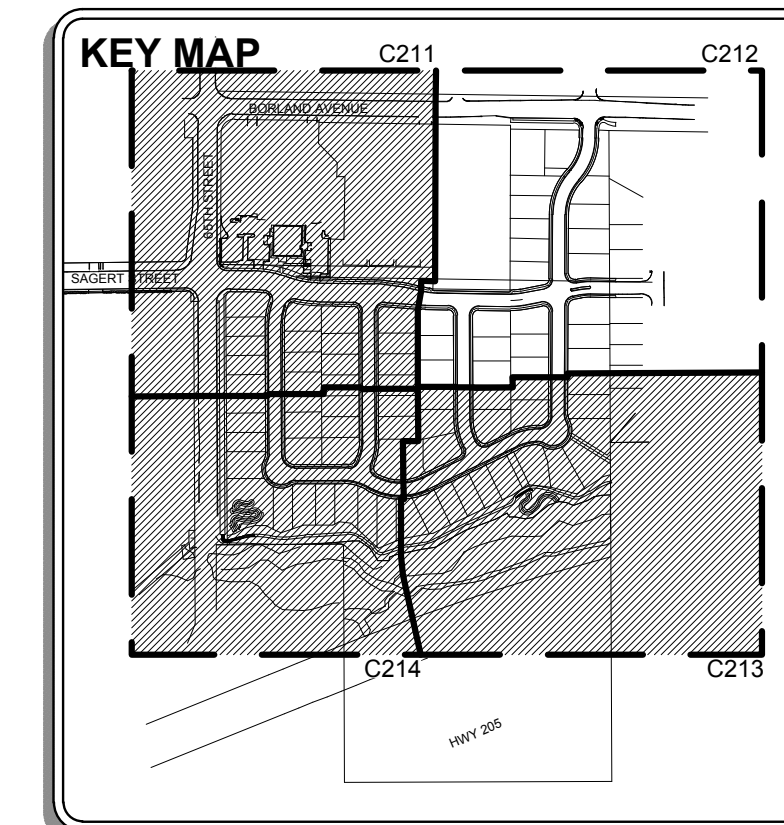 KEY MAP
C211
C212
BORLAND AVENUE
65TH STREET
SAGERT STREET
C214
C213
HWY 205